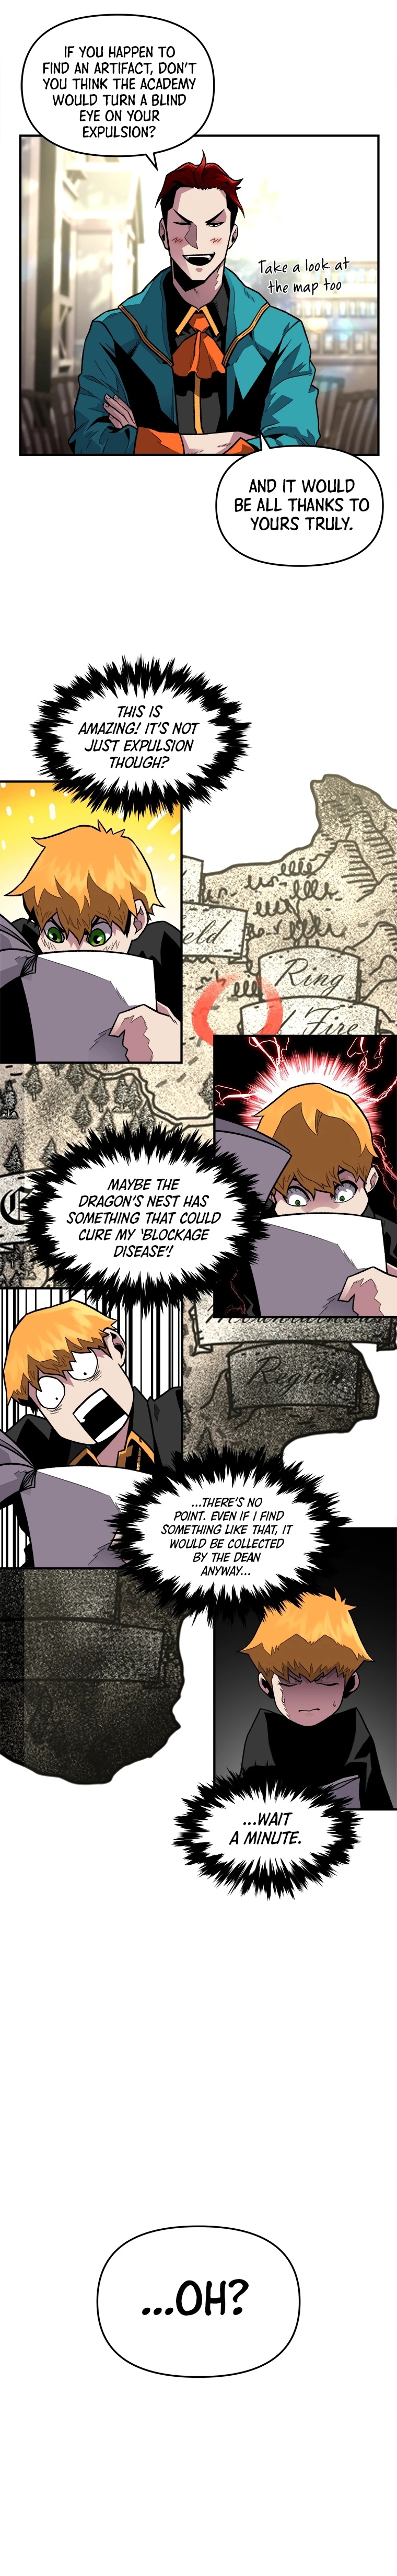 IF YOU HAPPEN TO
FIND AN ARTIFACT, DON'T
YOU THINK THE ACADEMY
WOULD TURN A BLIND
EYE ON YOUR
EXPULSION?
Take a look at
the map too
AND IT WOULD
BE ALL THANKS TO
YOURS TRULY.
THIS IS
AMAZING! IT'S NOT
JUST EXPULSION
THOUGH?
Ring
Fire
MAYBE THE
DRAGON'S NEST HAS
SOMETHING THAT COULD
CURE MY 'BLOCKAGE
DISEASE'!
Region
...THERE'S NO
POINT. EVEN IF I FIND
SOMETHING LIKE THAT, IT
WOULD BE COLLECTED
BY THE DEAN
ANYWAY...
...WAIT
A MINUTE.
...OH?